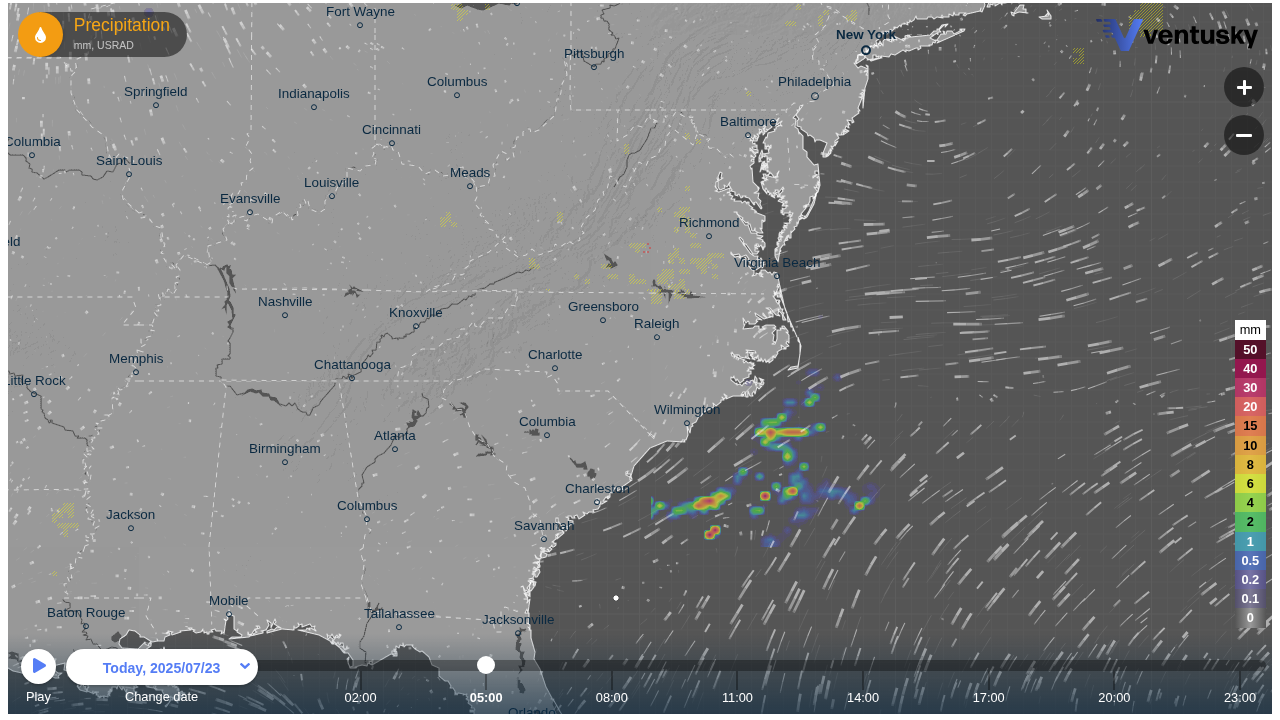 Fort Wayne
Precipitation
mm, USRAD
New York
ventusky
Pittsburgh
Springfield
Indianapolis
Columbus
Philadelphia
Cincinnati
Baltimore
Columbia
Saint Louis
Meads
Louisville
Evansville
Richmond
eld
Virginia Beach
Nashville
Knoxville
Greensboro
Raleigh
mm
50
Memphis
Chattanooga
Charlotte
40
Little Rock
30
Wilmington
20
Columbia
15
Atlanta
Birmingham
10
8
Charleston
6
Columbus
4
Jackson
Savannah
2
1
0.5
0.2
Mobile
0.1
Baton Rouge
Tallahassee
Jacksonville
0
Today, 2025/07/23
Play
Change date
02:00
05:00
08:00
11:00
14:00
17:00
20:00
23:00
Orlando